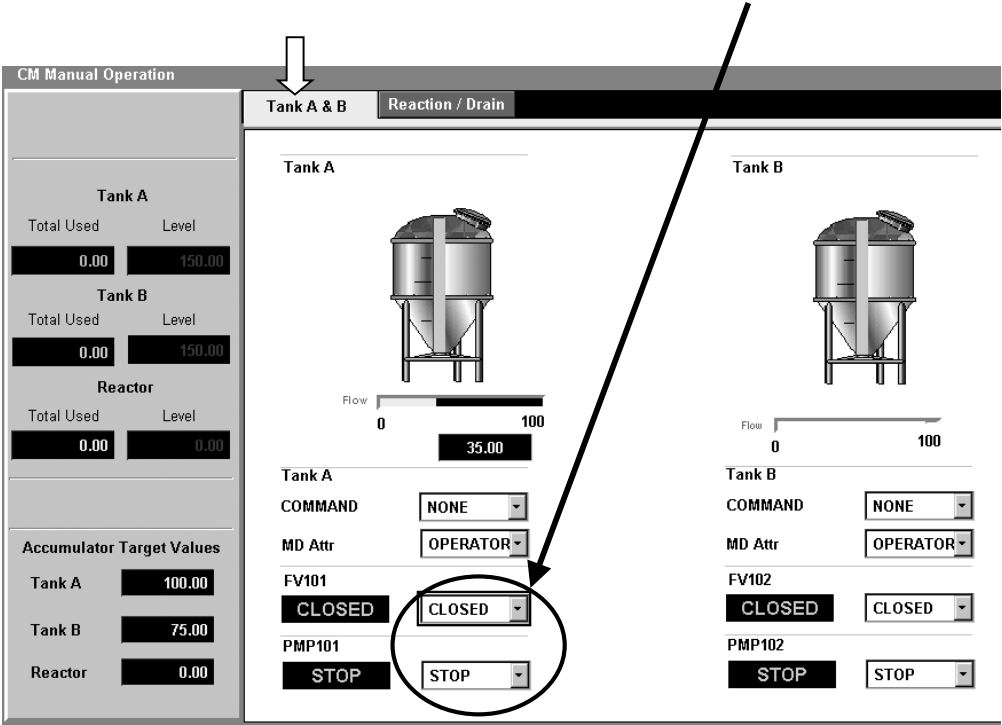 CM Manual Operation
Tank A & B
Reaction / Drain
Tank A
Total Used Level
0.00 150.00
Tank B
Total Used Level
0.00 150.00
Reactor
Total Used Level
0.00 0.00
Accumulator Target Values
Tank A 100.00
Tank B 75.00
Reactor 0.00
Tank A
Flow
0 100
35.00
Tank A
COMMAND NONE
MD Attr OPERATOR
FV101
CLOSED CLOSED
PMP101
STOP STOP
Tank B
Flow
0 100
Tank B
COMMAND NONE
MD Attr OPERATOR
FV102
CLOSED CLOSED
PMP102
STOP STOP